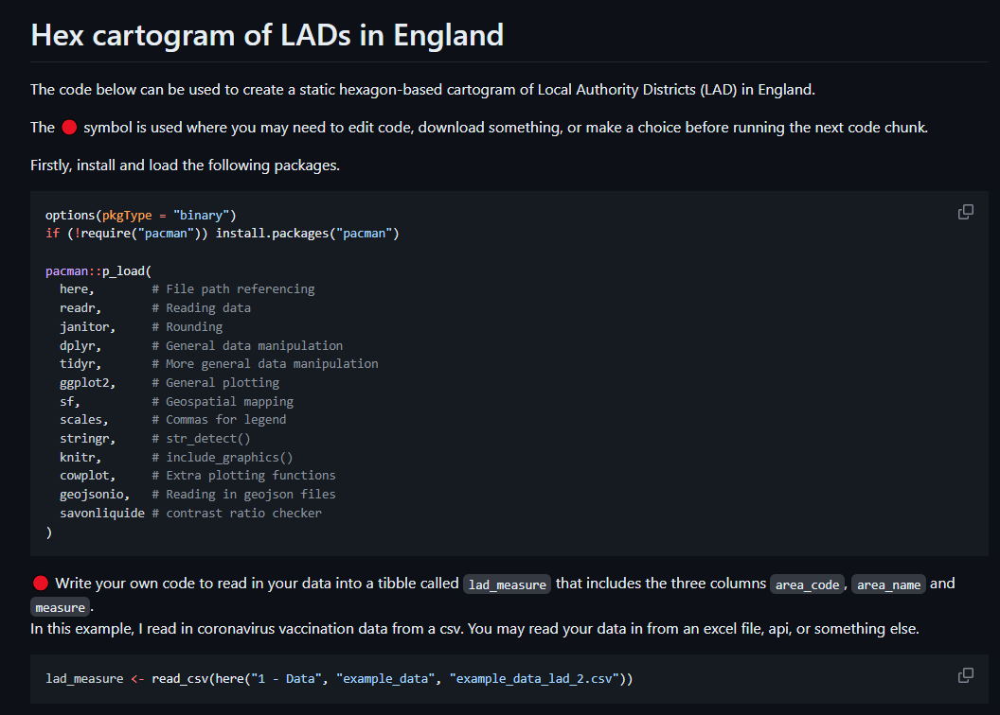 Hex cartogram of LADs in England
The code below can be used to create a static hexagon-based cartogram of Local Authority Districts (LAD) in England.
The 🔴 symbol is used where you may need to edit code, download something, or make a choice before running the next code chunk.
Firstly, install and load the following packages.
options(pkgType = "binary")
if (!require("pacman")) install.packages("pacman")
pacman::p_load(
  here,        # File path referencing
  readr,       # Reading data
  janitor,     # Rounding
  dplyr,       # General data manipulation
  tidyr,       # More general data manipulation
  ggplot2,     # General plotting
  sf,          # Geospatial mapping
  scales,      # Commas for legend
  stringr,     # str_detect()
  knitr,       # include_graphics()
  cowplot,     # Extra plotting functions
  geojsonio,   # Reading in geojson files
  savonliquide # contrast ratio checker
)
🔴 Write your own code to read in your data into a tibble called lad_measure that includes the three columns area_code, area_name and
measure.
In this example, I read in coronavirus vaccination data from a csv. You may read your data in from an excel file, api, or something else.
lad_measure <- read_csv(here("1 - Data", "example_data", "example_data_lad_2.csv"))